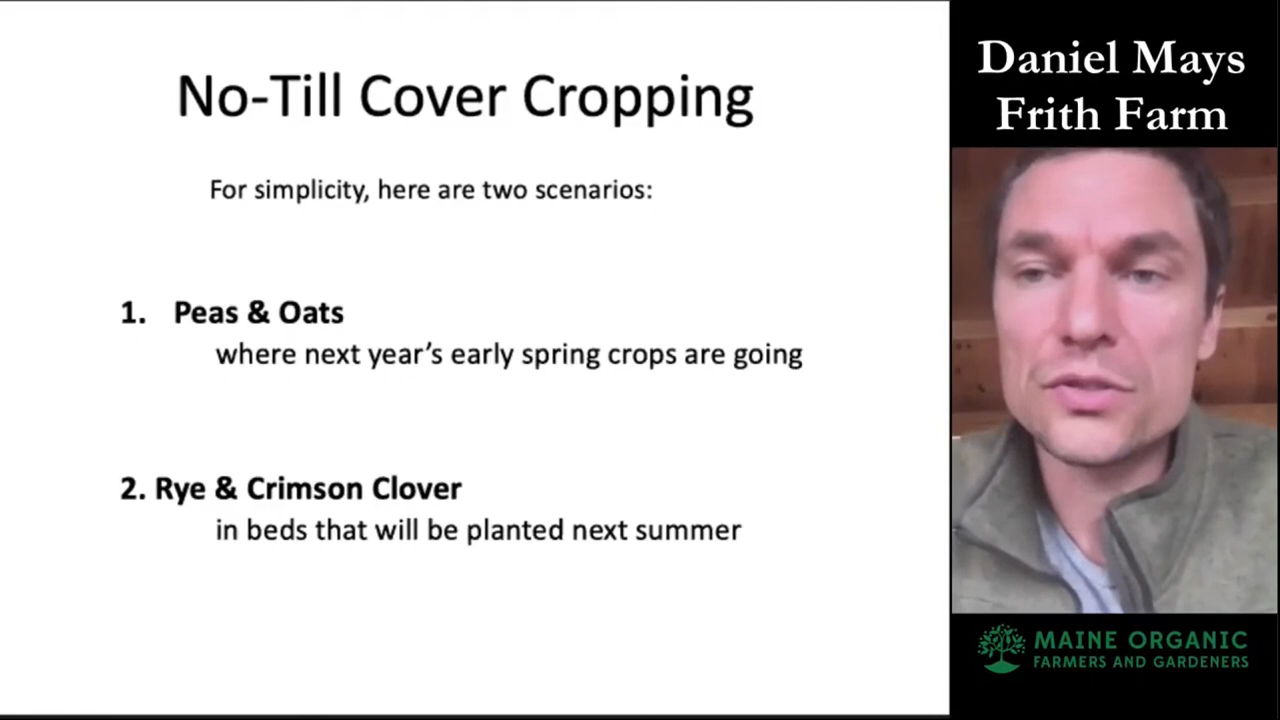 No-Till Cover Cropping
For simplicity, here are two scenarios:
1. Peas & Oats
where next year's early spring crops are going
2. Rye & Crimson Clover
in beds that will be planted next summer
Daniel Mays
Frith Farm
MAINE ORGANIC
FARMERS AND GARDENERS